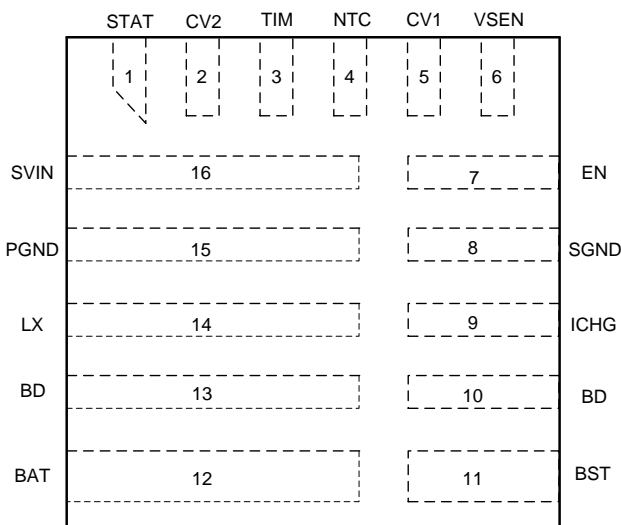 STAT CV2 TIM NTC CV1 VSEN
1 2 3 4 5 6
SVIN 16 7 EN
PGND 15 8 SGND
LX 14 9 ICHG
BD 13 10 BD
BAT 12 11 BST